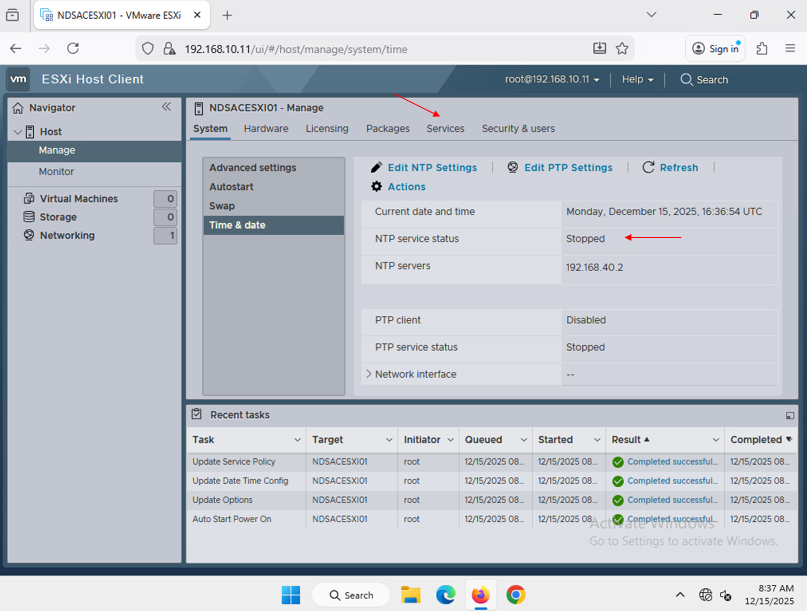 NDSACESXI01 - VMware ESXi
192.168.10.11/ui/#/host/manage/system/time
Sign in
vm ESXi Host Client
root@192.168.10.11
Help
Search
Navigator
NDSACESXI01 - Manage
Host
Manage
Monitor
Virtual Machines 0
Storage 0
Networking 1
System Hardware Licensing Packages Services Security & users
Advanced settings
Autostart
Swap
Time & date
Edit NTP Settings Edit PTP Settings Refresh
Actions
Current date and time Monday, December 15, 2025, 16:36:54 UTC
NTP service status Stopped
NTP servers 192.168.40.2
PTP client Disabled
PTP service status Stopped
Network interface --
Recent tasks
Task Target Initiator Queued Started Result Completed
Update Service Policy NDSACESXI01 root 12/15/2025 08... 12/15/2025 08... Completed successful... 12/15/2025 08...
Update Date Time Config NDSACESXI01 root 12/15/2025 08... 12/15/2025 08... Completed successful... 12/15/2025 08...
Update Options NDSACESXI01 root 12/15/2025 08... 12/15/2025 08... Completed successful... 12/15/2025 08...
Auto Start Power On NDSACESXI01 root 12/15/2025 08... 12/15/2025 08... Completed successful... 12/15/2025 08...
Activate Windows
Go to Settings to activate Windows.
Search
8:37 AM
12/15/2025